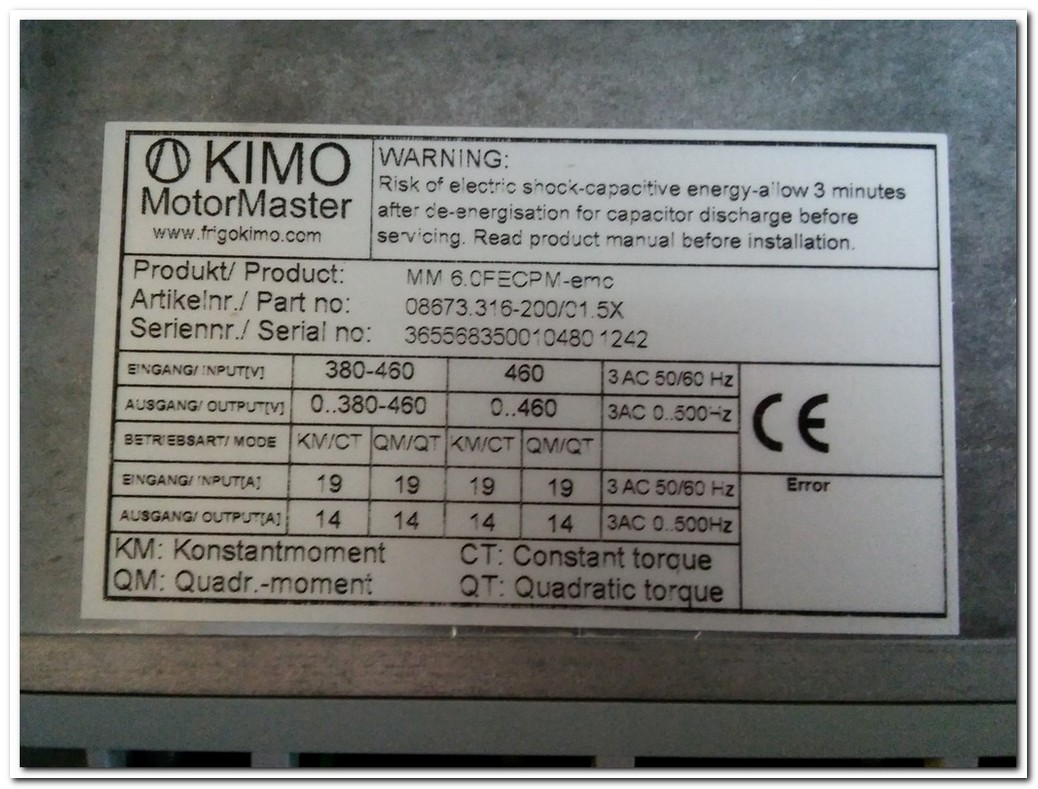 KIMO
MotorMaster
www.frigokimo.com
WARNING:
Risk of electric shock-capacitive energy-allow 3 minutes
after de-energisation for capacitor discharge before
servicing. Read product manual before installation.
Produkt/ Product: MM 6.0FECPM-emc
Artikelnr./ Part no: 08673.316-200/01.5X
Seriennr./ Serial no: 365568350010480 1242
EINGANG/ INPUT[V] 380-460 460 3 AC 50/60 Hz
AUSGANG/ OUTPUT[V] 0..380-460 0..460 3AC 0..500Hz
BETRIEBSART/ MODE KM/CT QM/QT KM/CT QM/QT
EINGANG/ INPUT[A] 19 19 19 19 3 AC 50/60 Hz
AUSGANG/ OUTPUT[A] 14 14 14 14 3AC 0..500Hz
CE
Error
KM: Konstantmoment CT: Constant torque
QM: Quadr.-moment QT: Quadratic torque